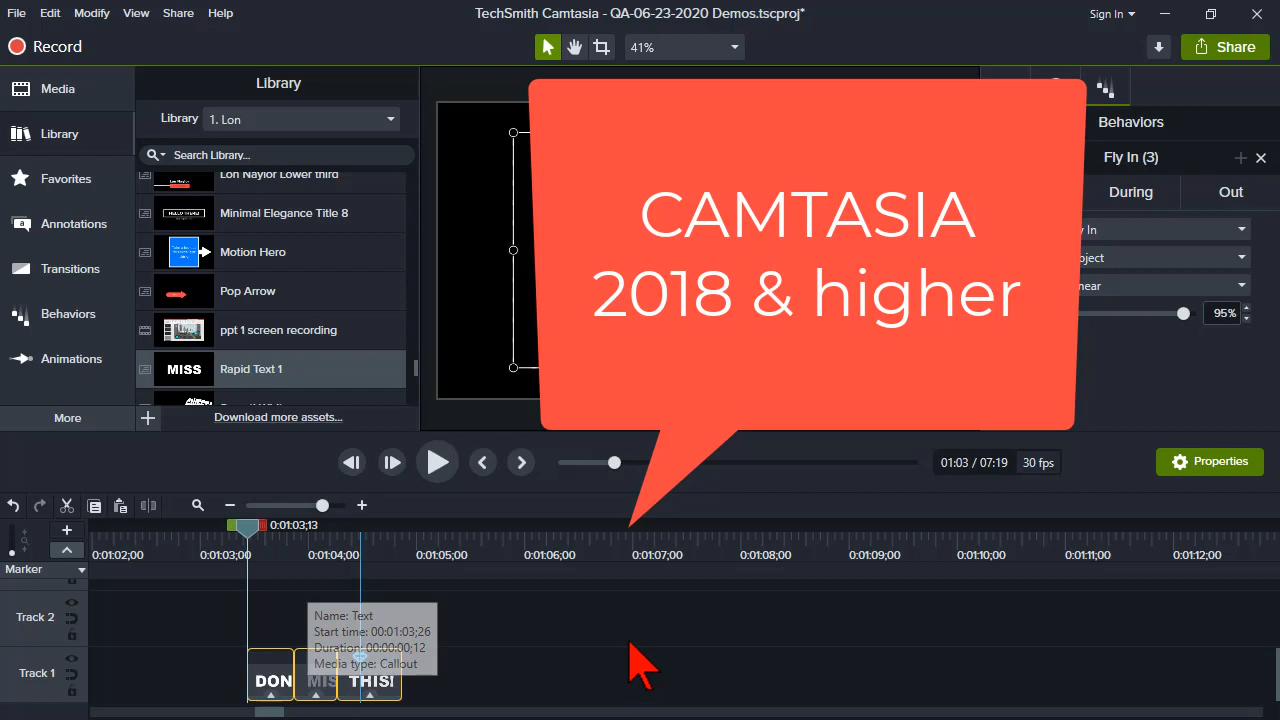 File Edit Modify View Share Help
TechSmith Camtasia - QA-06-23-2020 Demos.tscproj*
Sign In
Record
41%
Share
Media
Library
Favorites
Annotations
Transitions
Behaviors
Animations
More
Library
Library
1. Lon
Search Library...
Lon Naylor Lower third
Minimal Elegance Title 8
HELLO THERE!
Motion Hero
Pop Arrow
ppt 1 screen recording
MISS
Rapid Text 1
Download more assets...
CAMTASIA
2018 & higher
Behaviors
Fly In (3)
During
Out
95%
01:03 / 07:19
30 fps
Properties
0:01:03;13
0:01:02;00 0:01:03;00 0:01:04;00 0:01:05;00 0:01:06;00 0:01:07;00 0:01:08;00 0:01:09;00 0:01:10;00 0:01:11;00 0:01:12;00
Marker
Track 2
Track 1
Name: Text
Start time: 00:01:03;26
Duration: 00:00:00;12
Media type: Callout
DON
MIS
THIS!